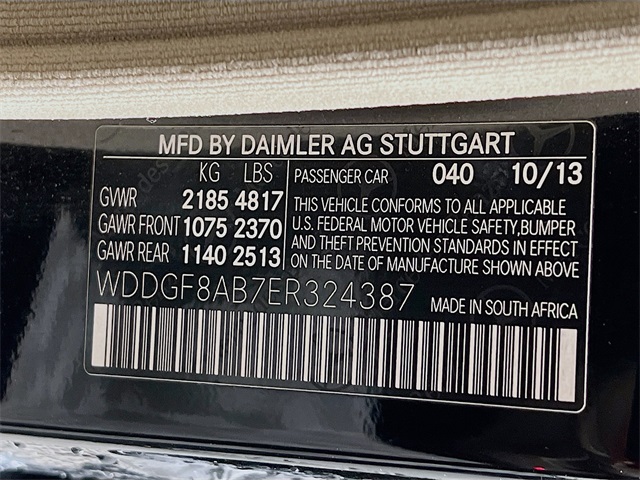 MFD BY DAIMLER AG STUTTGART
KG LBS
GVWR 2185 4817
GAWR FRONT 1075 2370
GAWR REAR 1140 2513
PASSENGER CAR 040 10/13
THIS VEHICLE CONFORMS TO ALL APPLICABLE
U.S. FEDERAL MOTOR VEHICLE SAFETY,BUMPER
AND THEFT PREVENTION STANDARDS IN EFFECT
ON THE DATE OF MANUFACTURE SHOWN ABOVE
WDDGF8AB7ER324387 MADE IN SOUTH AFRICA